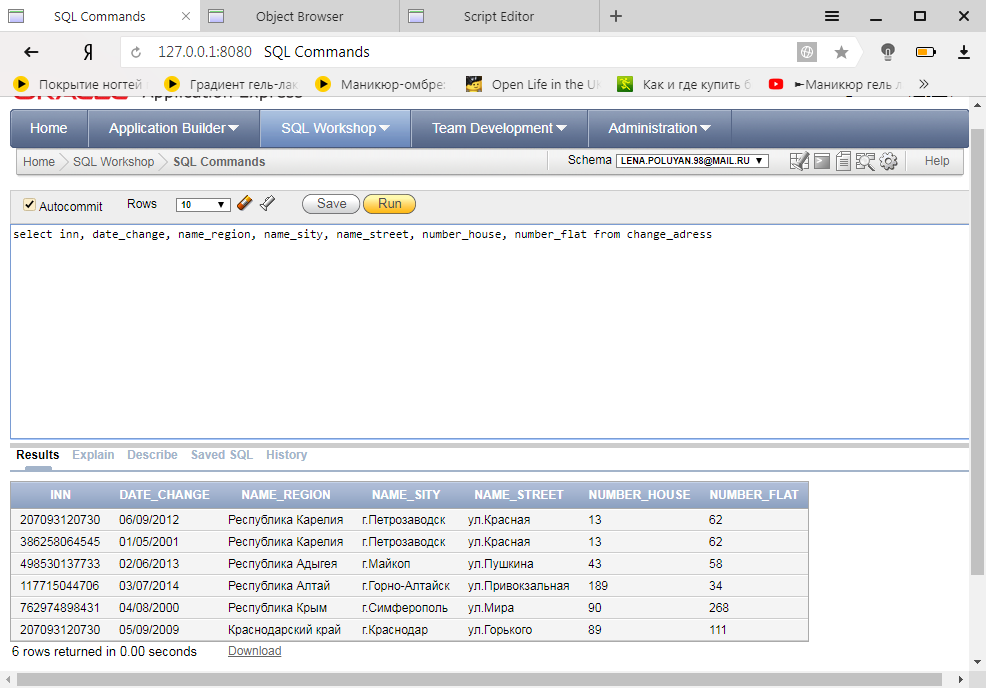 SQL Commands Object Browser Script Editor
Я 127.0.0.1:8080 SQL Commands
Покрытие ногтей Градиент гель-лак Маникюр-омбре: Open Life in the UK Как и где купить б ►Маникюр гель л
ORACLE Application Express
Home Application Builder SQL Workshop Team Development Administration
Home SQL Workshop SQL Commands Schema LENA.POLUYAN.98@MAIL.RU Help
Autocommit Rows 10 Save Run
select inn, date_change, name_region, name_sity, name_street, number_house, number_flat from change_adress
Results Explain Describe Saved SQL History
INN DATE_CHANGE NAME_REGION NAME_SITY NAME_STREET NUMBER_HOUSE NUMBER_FLAT
207093120730 06/09/2012 Республика Карелия г.Петрозаводск ул.Красная 13 62
386258064545 01/05/2001 Республика Карелия г.Петрозаводск ул.Красная 13 62
498530137733 02/06/2013 Республика Адыгея г.Майкоп ул.Пушкина 43 58
117715044706 03/07/2014 Республика Алтай г.Горно-Алтайск ул.Привокзальная 189 34
762974898431 04/08/2000 Республика Крым г.Симферополь ул.Мира 90 268
207093120730 05/09/2009 Краснодарский край г.Краснодар ул.Горького 89 111
6 rows returned in 0.00 seconds Download